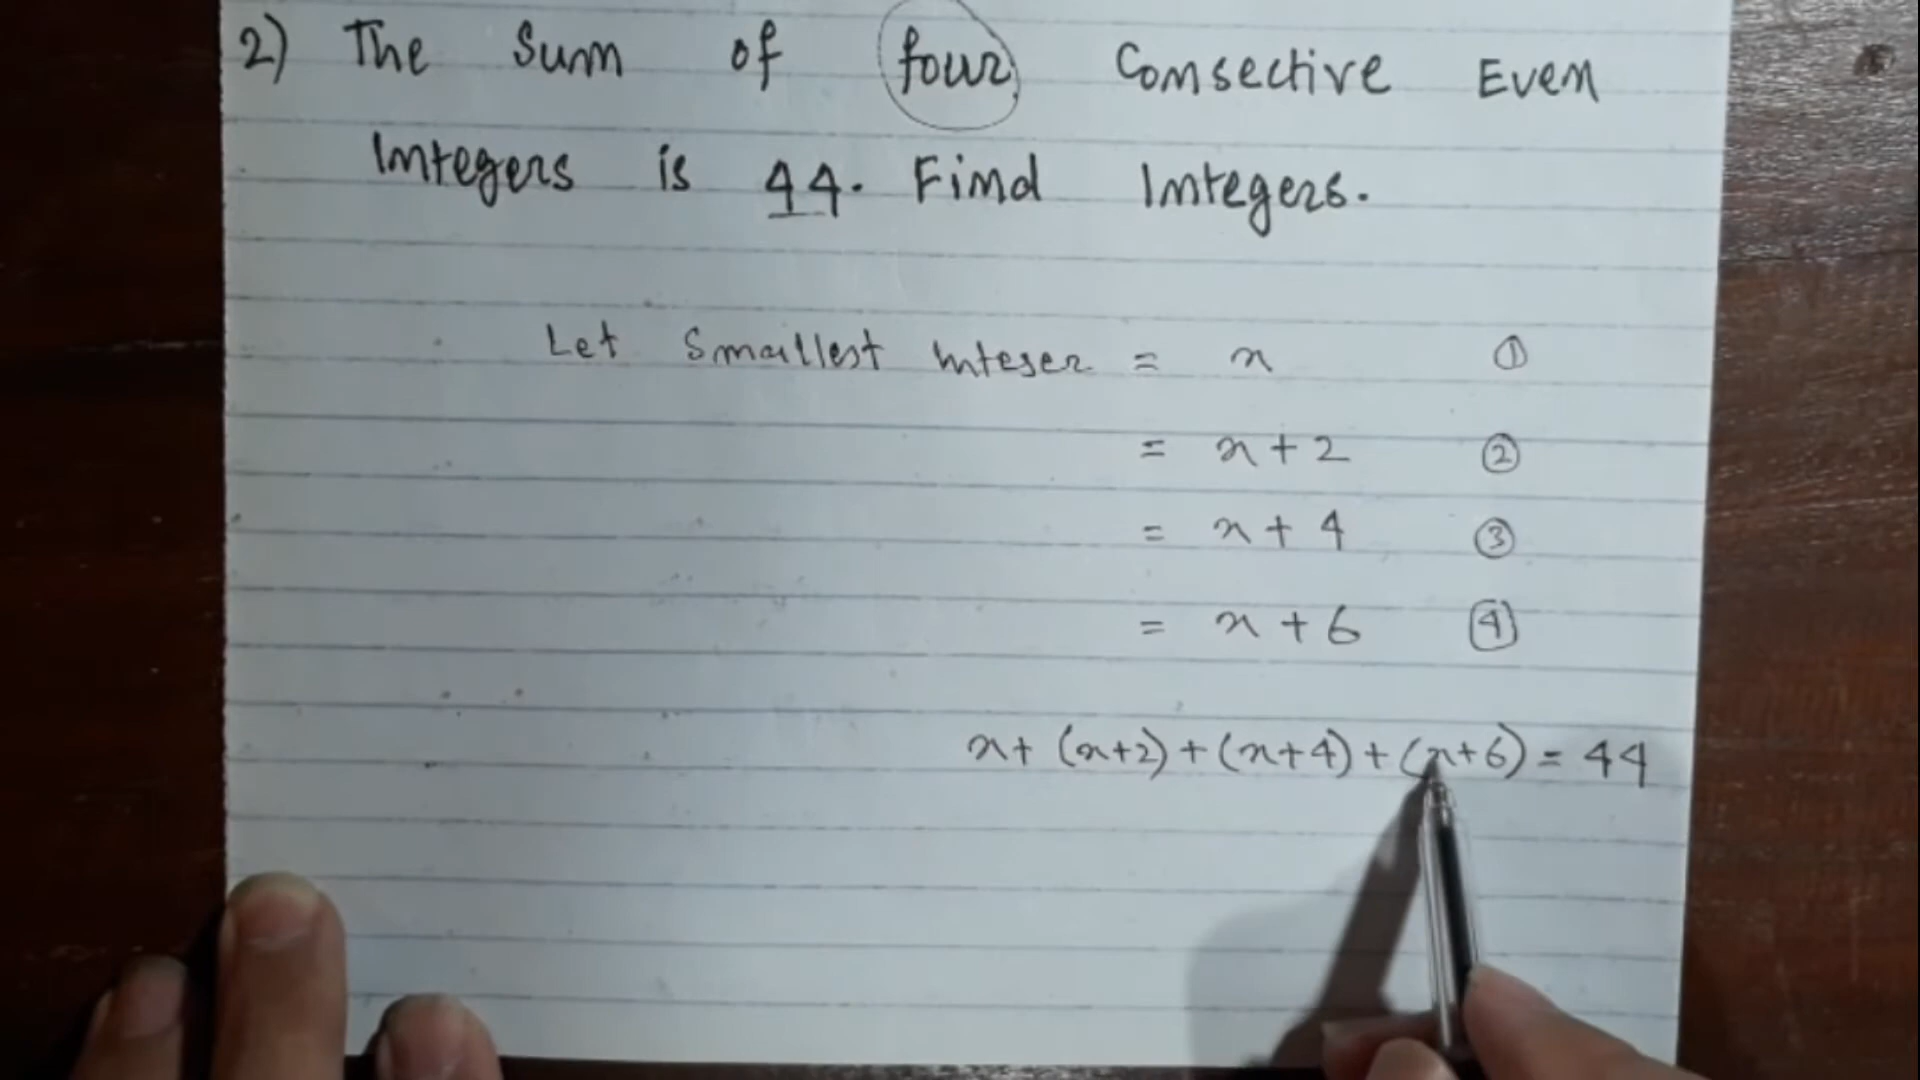 2) The Sum of four Consective Even
Integers is 44. Find Integers.
Let Smallest Integer = x ①
= x + 2 ②
= x + 4 ③
= x + 6 ④
x + (x+2) + (x+4) + (x+6) = 44